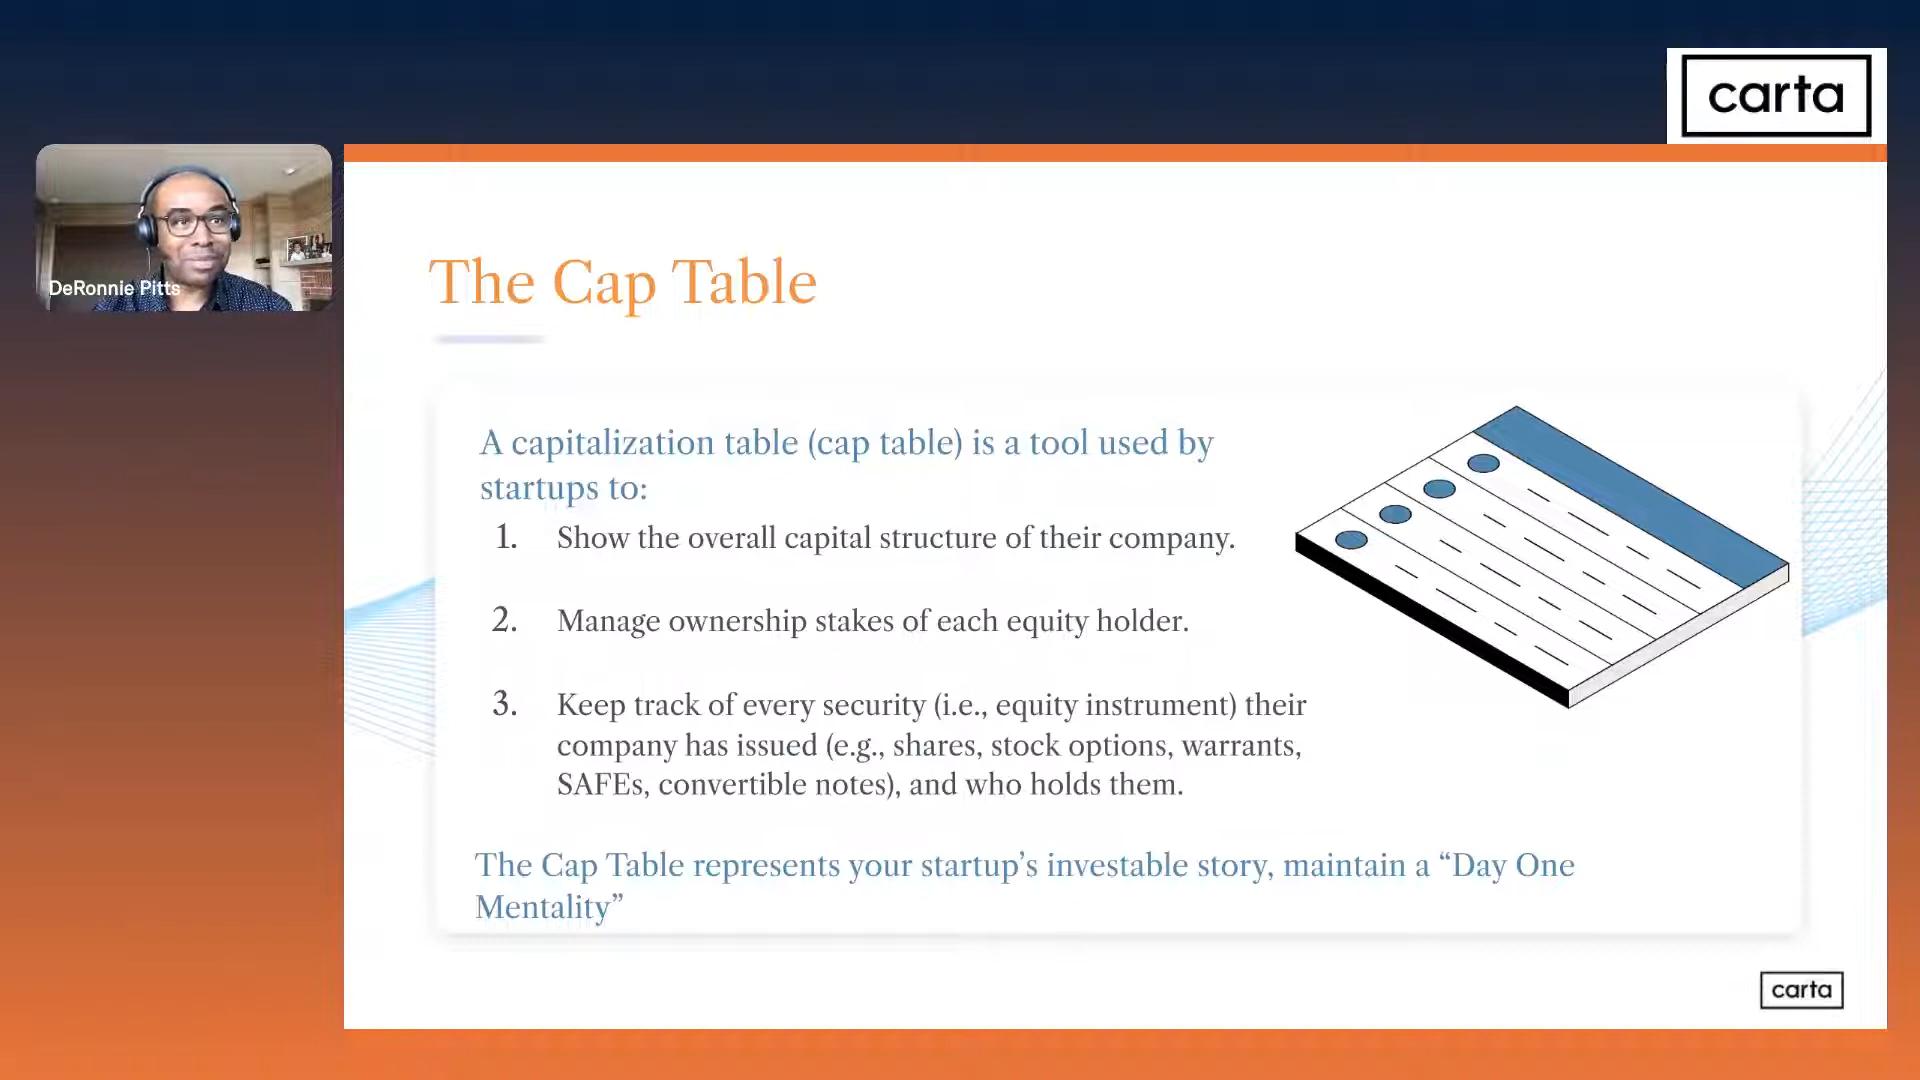 carta
DeRonnie Pitts
The Cap Table
A capitalization table (cap table) is a tool used by
startups to:
1. Show the overall capital structure of their company.
2. Manage ownership stakes of each equity holder.
3. Keep track of every security (i.e., equity instrument) their
company has issued (e.g., shares, stock options, warrants,
SAFEs, convertible notes), and who holds them.
The Cap Table represents your startup’s investable story, maintain a “Day One
Mentality”
carta